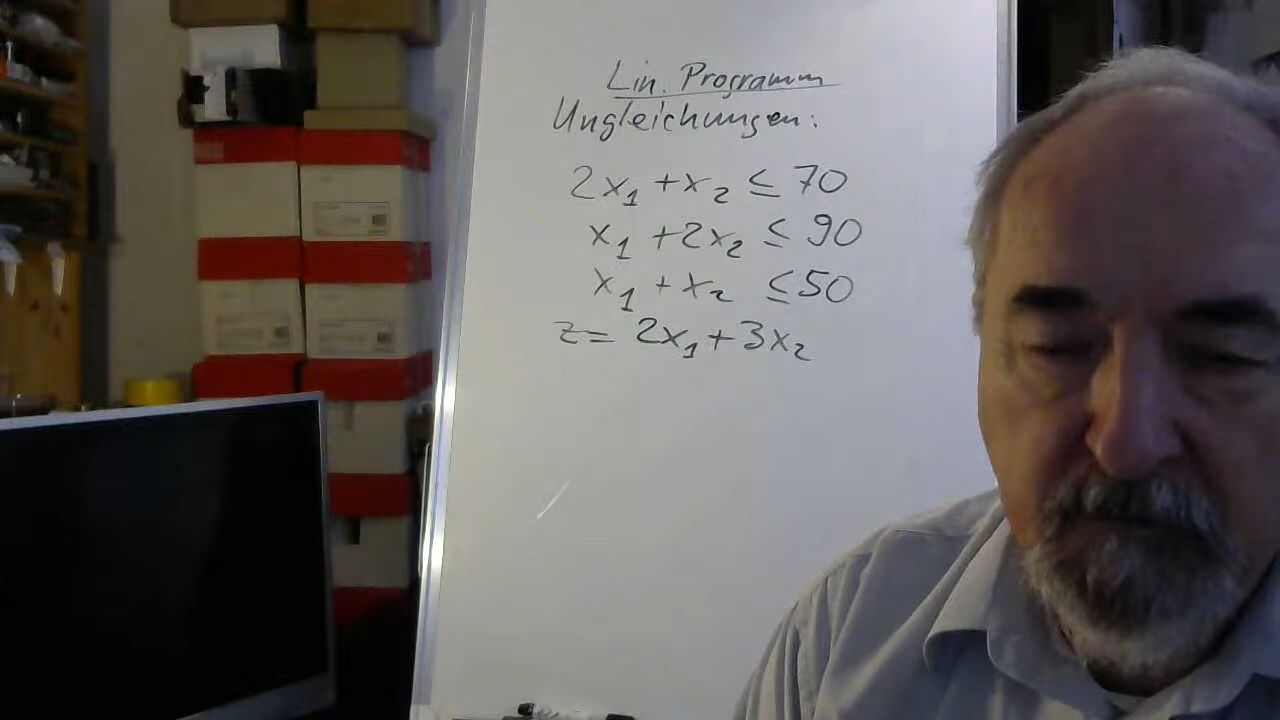 Lin. Programm
Ungleichungen:
2x₁ + x₂ ≤ 70
x₁ + 2x₂ ≤ 90
x₁ + x₂ ≤ 50
z = 2x₁ + 3x₂